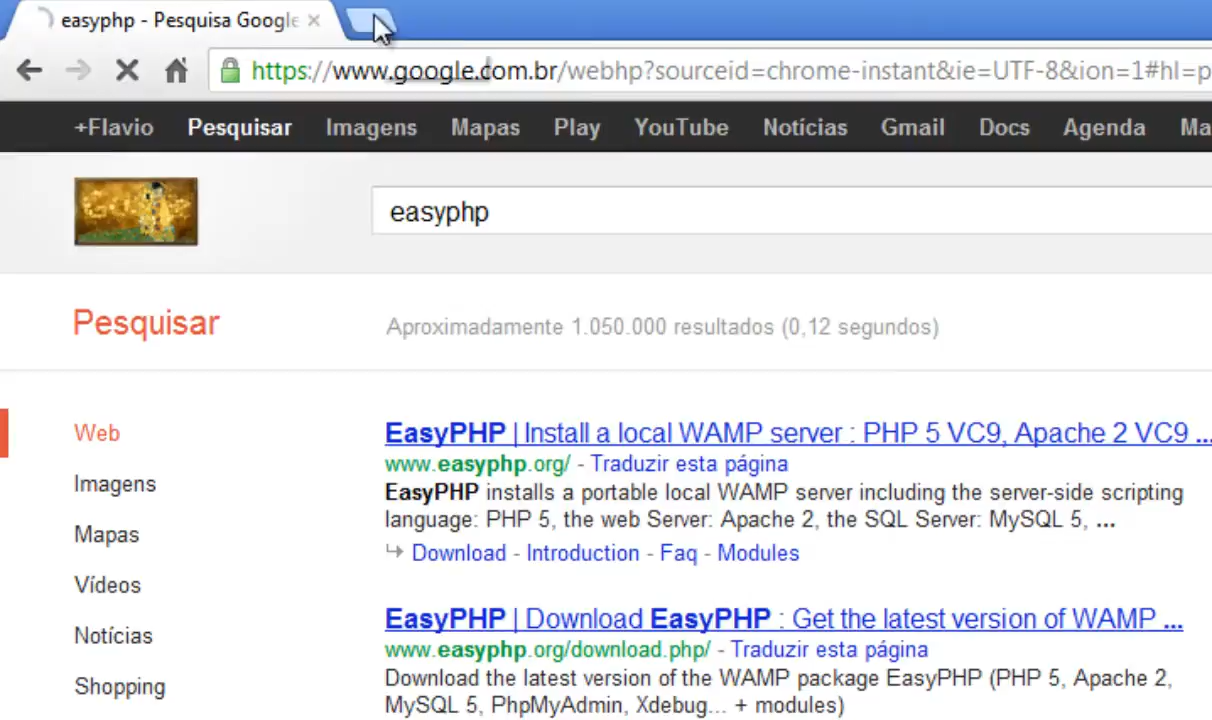 easyphp - Pesquisa Google
https://www.google.com.br/webhp?sourceid=chrome-instant&ie=UTF-8&ion=1#hl=p
+Flavio Pesquisar Imagens Mapas Play YouTube Notícias Gmail Docs Agenda Ma
easyphp
Pesquisar
Aproximadamente 1.050.000 resultados (0,12 segundos)
Web
Imagens
Mapas
Vídeos
Notícias
Shopping
EasyPHP | Install a local WAMP server : PHP 5 VC9, Apache 2 VC9 ...
www.easyphp.org/ - Traduzir esta página
EasyPHP installs a portable local WAMP server including the server-side scripting
language: PHP 5, the web Server: Apache 2, the SQL Server: MySQL 5, ...
Download - Introduction - Faq - Modules
EasyPHP | Download EasyPHP : Get the latest version of WAMP ...
www.easyphp.org/download.php/ - Traduzir esta página
Download the latest version of the WAMP package EasyPHP (PHP 5, Apache 2,
MySQL 5, PhpMyAdmin, Xdebug... + modules)